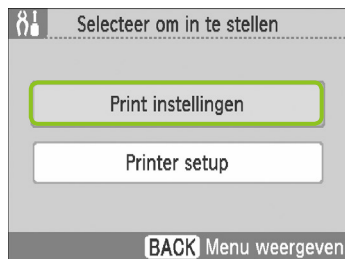 Selecteer om in te stellen
Print instellingen
Printer setup
BACK Menu weergeven